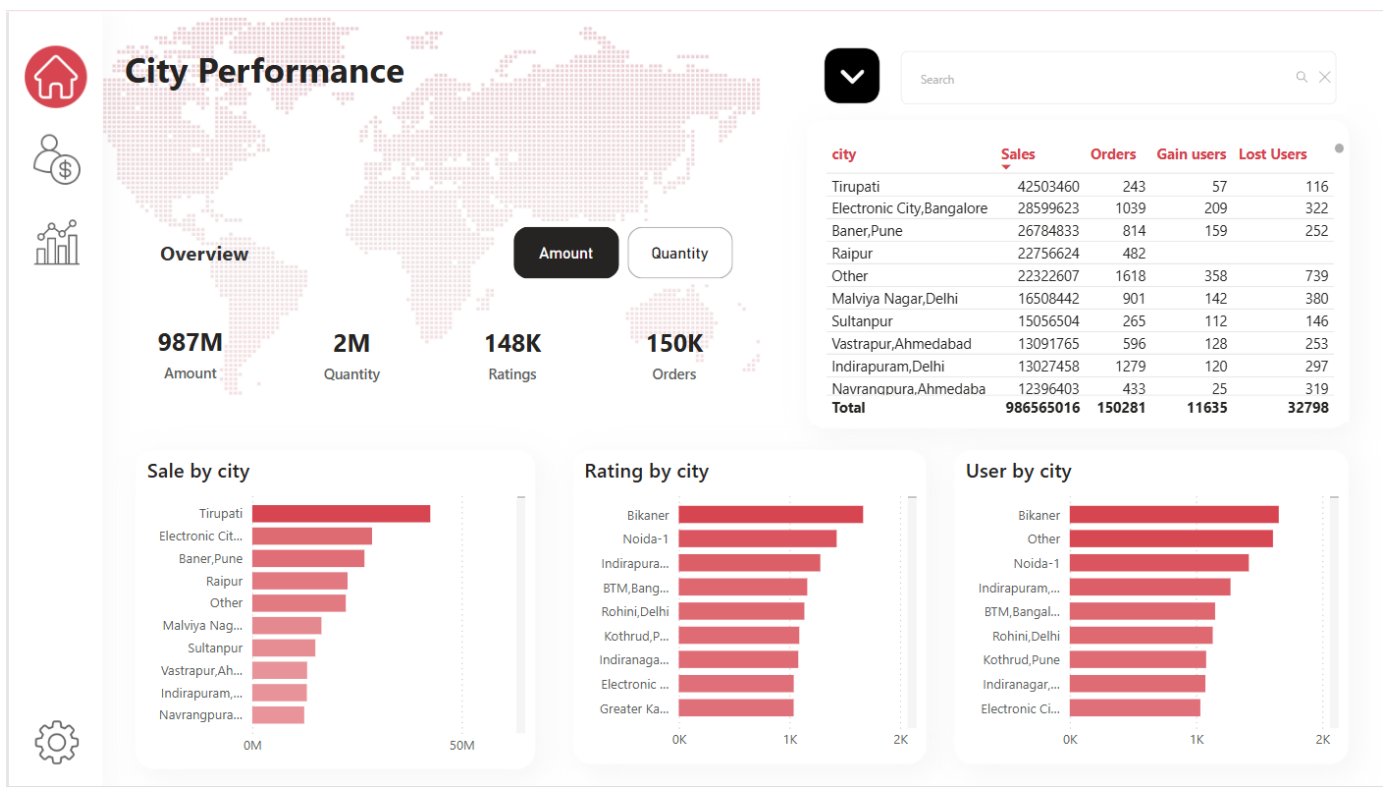 City Performance
Search
Overview
Amount Quantity
987M 2M 148K 150K
Amount Quantity Ratings Orders
city Sales Orders Gain users Lost Users
Tirupati 42503460 243 57 116
Electronic City,Bangalore 28599623 1039 209 322
Baner,Pune 26784833 814 159 252
Raipur 22756624 482
Other 22322607 1618 358 739
Malviya Nagar,Delhi 16508442 901 142 380
Sultanpur 15056504 265 112 146
Vastrapur,Ahmedabad 13091765 596 128 253
Indirapuram,Delhi 13027458 1279 120 297
Navrangpura,Ahmedaba 12396403 433 25 319
Total 986565016 150281 11635 32798
Sale by city
Tirupati
Electronic Cit...
Baner,Pune
Raipur
Other
Malviya Nag...
Sultanpur
Vastrapur,Ah...
Indirapuram,...
Navrangpura...
0M 50M
Rating by city
Bikaner
Noida-1
Indirapura...
BTM,Bang...
Rohini,Delhi
Kothrud,P...
Indiranaga...
Electronic ...
Greater Ka...
0K 1K 2K
User by city
Bikaner
Other
Noida-1
Indirapuram,...
BTM,Bangal...
Rohini,Delhi
Kothrud,Pune
Indiranagar,...
Electronic Ci...
0K 1K 2K